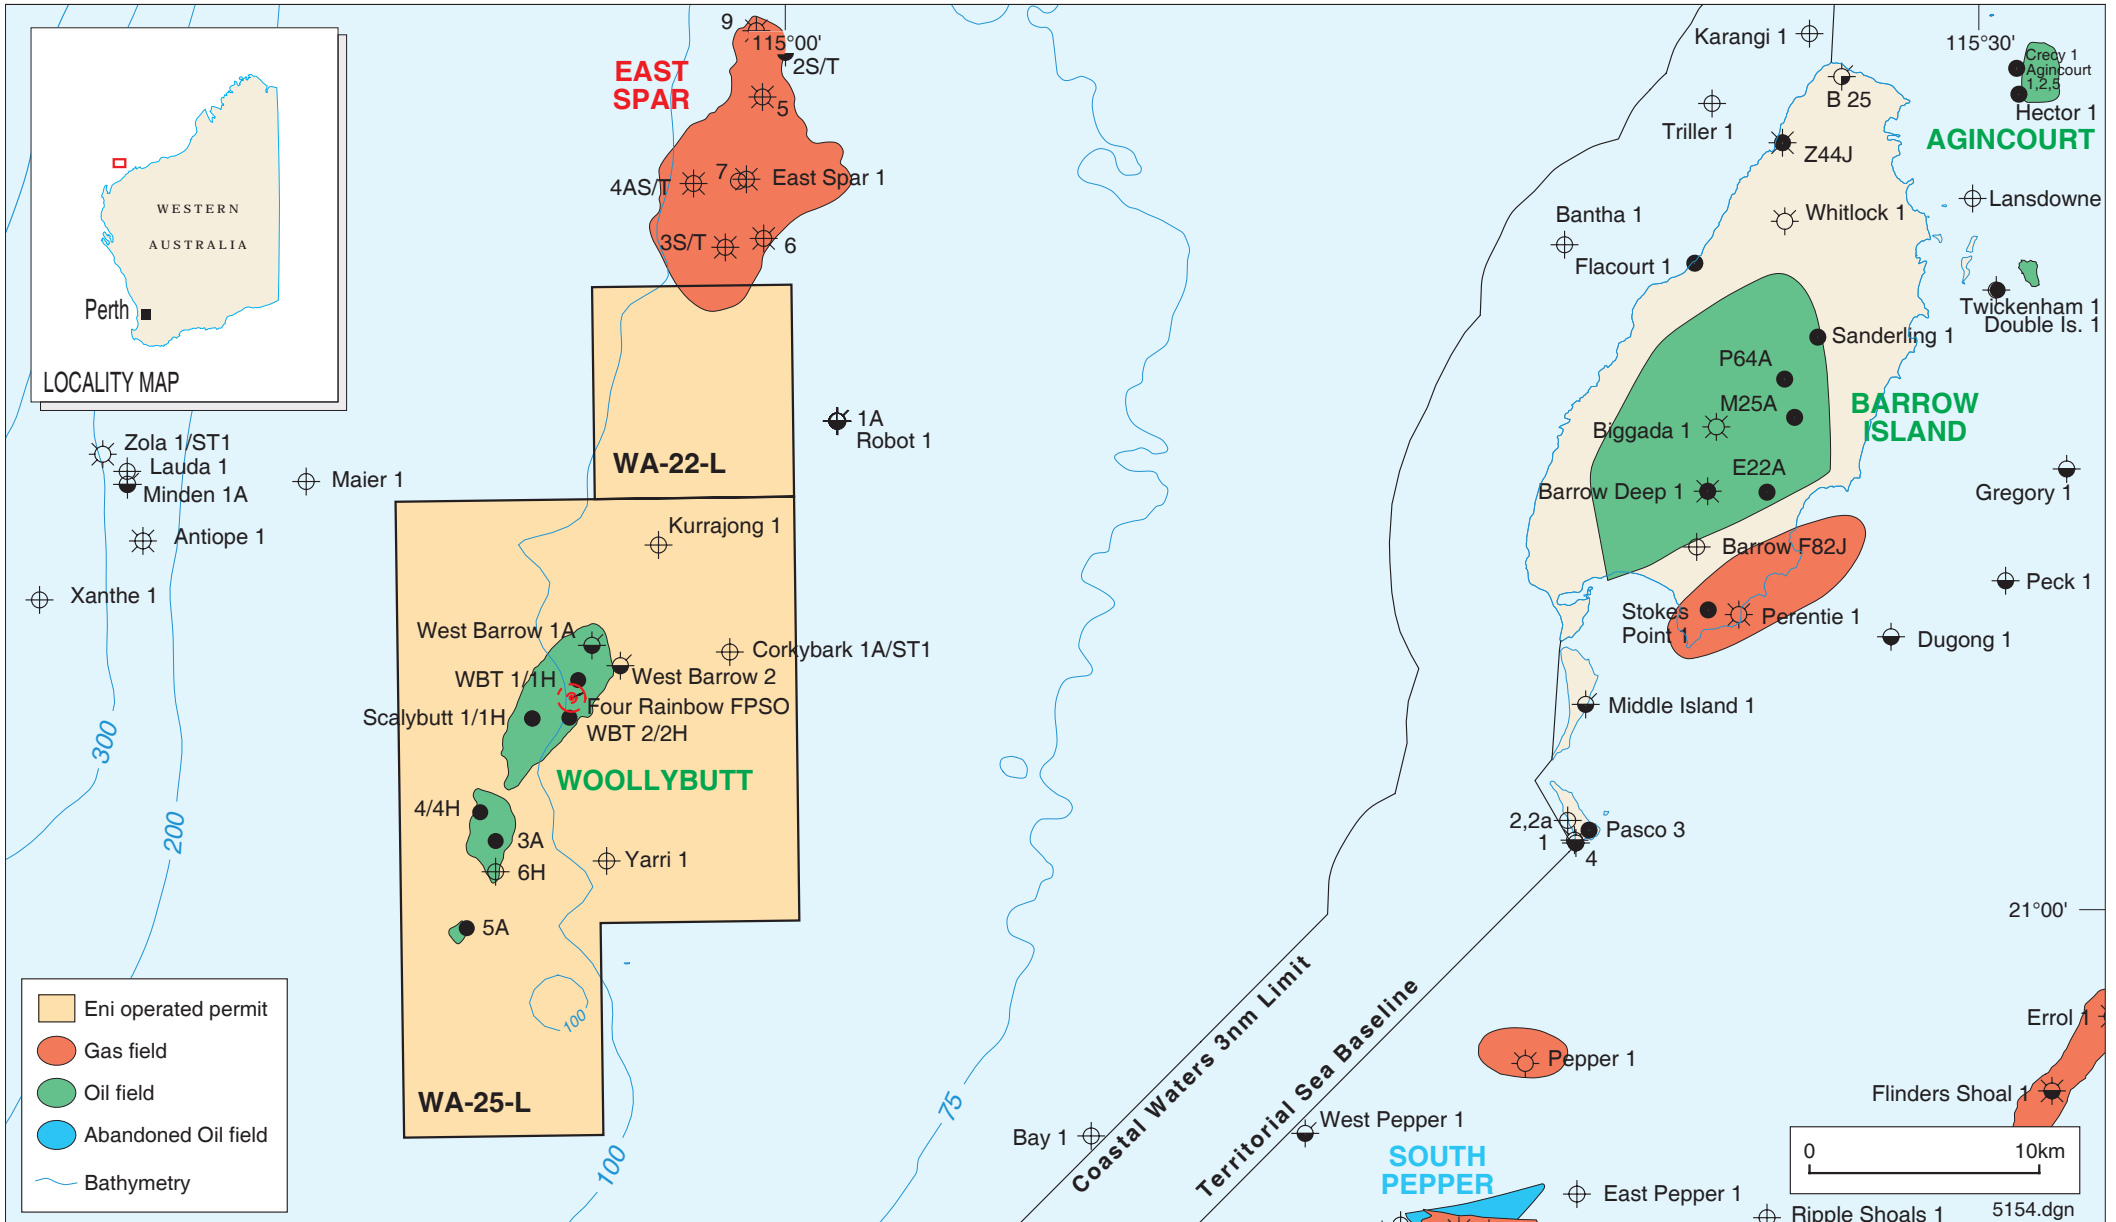 9
115°00'
2S/T
EAST
SPAR
5
4AS/T
7
East Spar 1
3S/T
6
WESTERN
AUSTRALIA
Perth
LOCALITY MAP
Karangi 1
115°30'
Crecy 1
Agincourt
1,2,5
Hector 1
AGINCOURT
B 25
Triller 1
Z44J
Lansdowne
Whitlock 1
Bantha 1
Flacourt 1
Twickenham 1
Double Is. 1
Sanderling 1
P64A
M25A
BARROW
ISLAND
Biggada 1
E22A
Barrow Deep 1
Gregory 1
Barrow F82J
Peck 1
Stokes
Point 1
Perentie 1
Dugong 1
Middle Island 1
1A
Robot 1
WA-22-L
Zola 1/ST1
Lauda 1
Minden 1A
Maier 1
Antiope 1
Xanthe 1
Kurrajong 1
West Barrow 1A
Corkybark 1A/ST1
West Barrow 2
WBT 1/1H
Four Rainbow FPSO
Scalybutt 1/1H
WBT 2/2H
WOOLLYBUTT
300
200
4/4H
3A
6H
Yarri 1
5A
2,2a
1
Pasco 3
4
21°00'
100
WA-25-L
100
75
Coastal Waters 3nm Limit
Territorial Sea Baseline
Errol 1
Pepper 1
Flinders Shoal 1
Bay 1
West Pepper 1
SOUTH
PEPPER
East Pepper 1
Ripple Shoals 1
Eni operated permit
Gas field
Oil field
Abandoned Oil field
Bathymetry
0
10km
5154.dgn